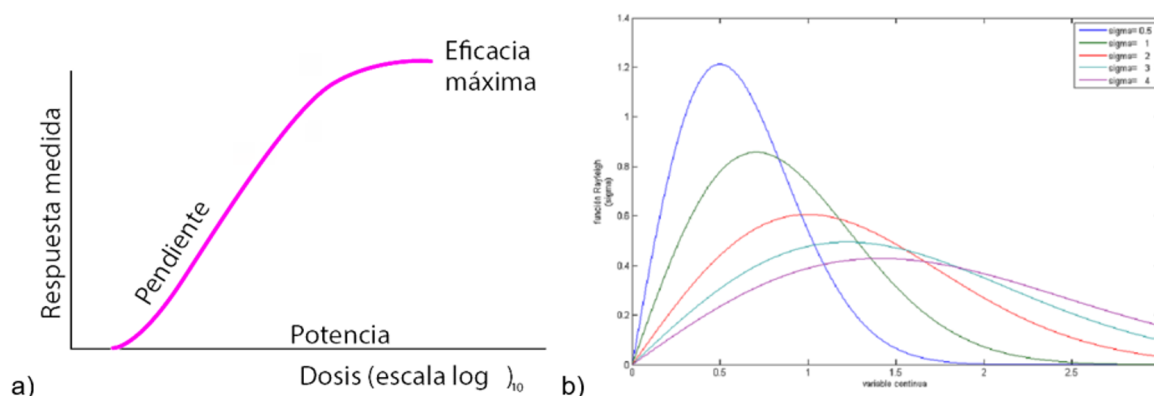 Eficacia
máxima
Respuesta medida
Pendiente
Potencia
Dosis (escala log )₁₀
a)
1.4
1.2
1
0.8
0.6
0.4
0.2
0
función Rayleigh
(sigma)
sigma= 0.5
sigma= 1
sigma= 2
sigma= 3
sigma= 4
0 0.5 1 1.5 2 2.5
variable continua
b)